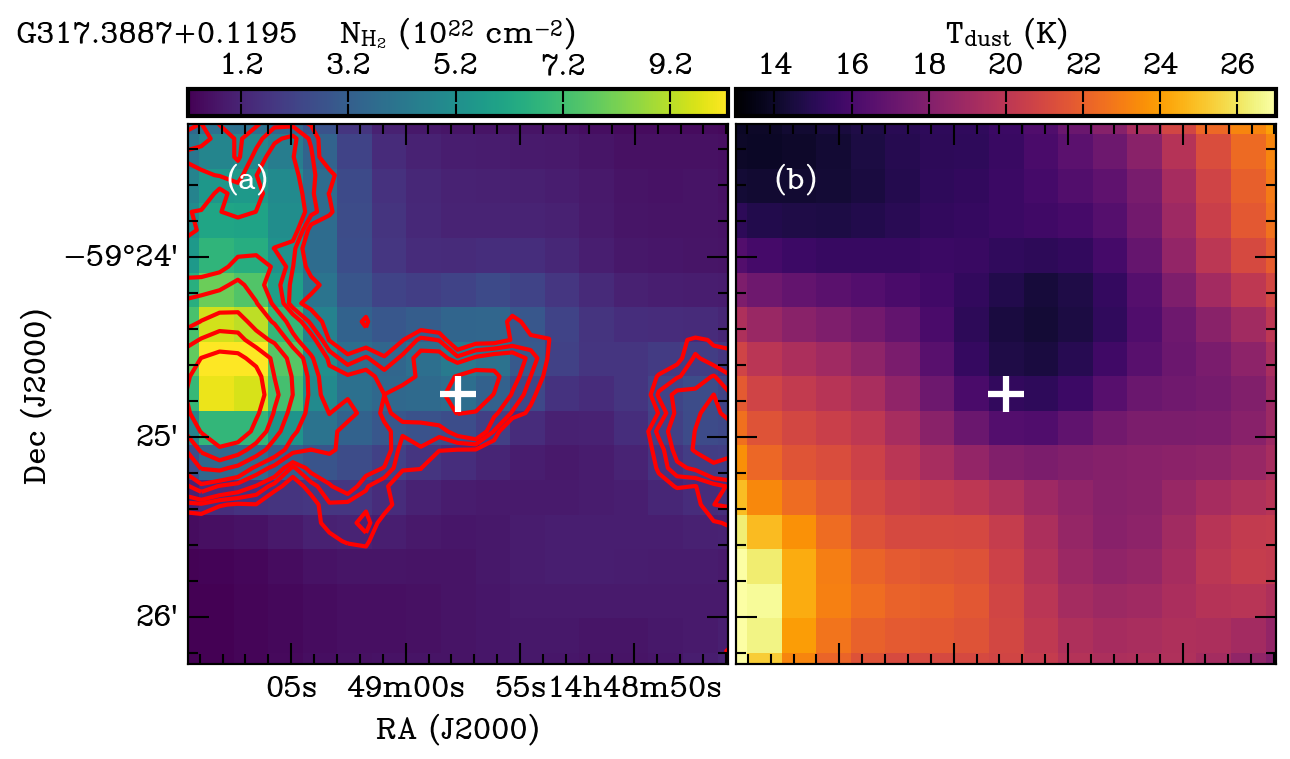 G317.3887+0.1195 N_H₂ (10²² cm⁻²) T_dust (K)
1.2 3.2 5.2 7.2 9.2 14 16 18 20 22 24 26
(a) (b)
−59°24'
25'
26'
Dec (J2000)
05s 49m00s 55s 14h48m50s
RA (J2000)